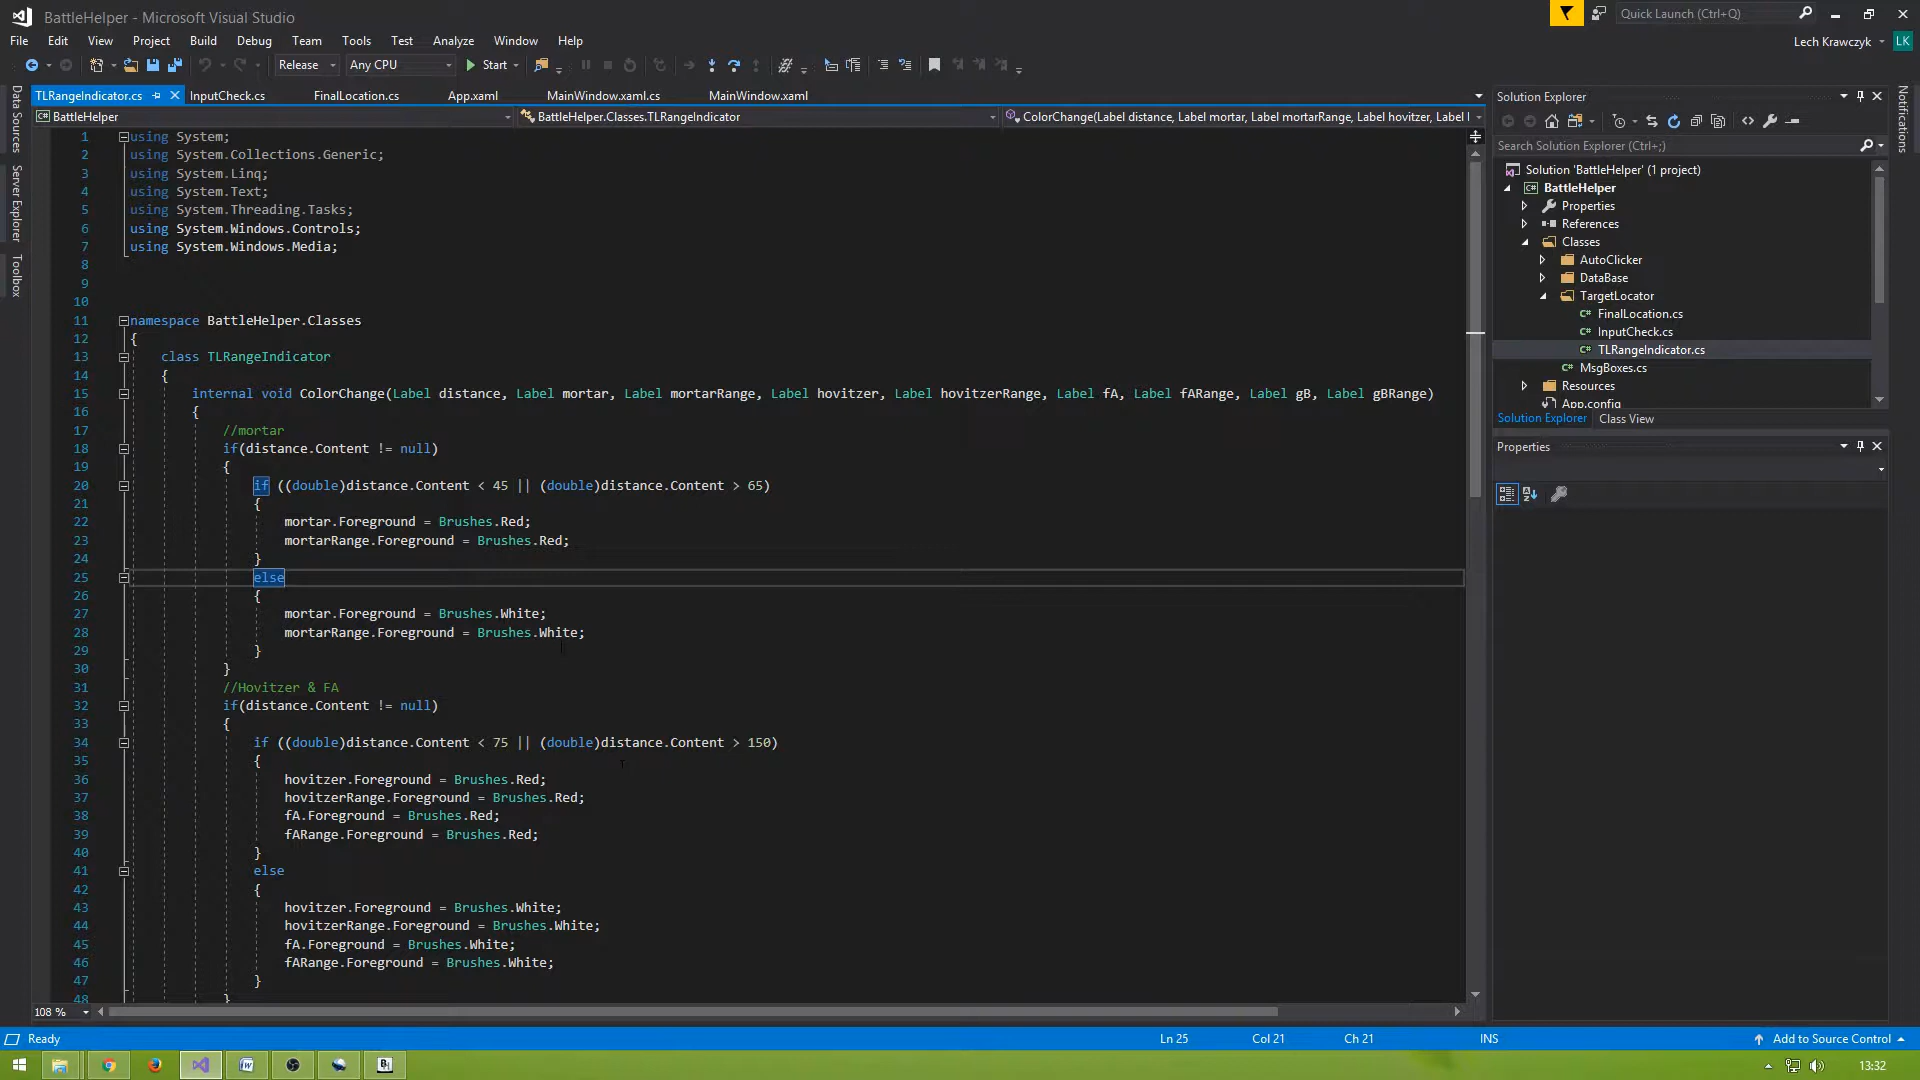 BattleHelper - Microsoft Visual Studio
Quick Launch (Ctrl+Q)
File Edit View Project Build Debug Team Tools Test Analyze Window Help
Lech Krawczyk LK
Release Any CPU Start
TLRangeIndicator.cs InputCheck.cs FinalLocation.cs App.xaml MainWindow.xaml.cs MainWindow.xaml
BattleHelper BattleHelper.Classes.TLRangeIndicator ColorChange(Label distance, Label mortar, Label mortarRange, Label hovitzer, Label
Data Sources
Server Explorer
Toolbox
1 using System;
2 using System.Collections.Generic;
3 using System.Linq;
4 using System.Text;
5 using System.Threading.Tasks;
6 using System.Windows.Controls;
7 using System.Windows.Media;
8
9
10
11 namespace BattleHelper.Classes
12 {
13 class TLRangeIndicator
14 {
15 internal void ColorChange(Label distance, Label mortar, Label mortarRange, Label hovitzer, Label hovitzerRange, Label fA, Label fARange, Label gB, Label gBRange)
16 {
17 //mortar
18 if(distance.Content != null)
19 {
20 if ((double)distance.Content < 45 || (double)distance.Content > 65)
21 {
22 mortar.Foreground = Brushes.Red;
23 mortarRange.Foreground = Brushes.Red;
24 }
25 else
26 {
27 mortar.Foreground = Brushes.White;
28 mortarRange.Foreground = Brushes.White;
29 }
30 }
31 //Hovitzer & FA
32 if(distance.Content != null)
33 {
34 if ((double)distance.Content < 75 || (double)distance.Content > 150)
35 {
36 hovitzer.Foreground = Brushes.Red;
37 hovitzerRange.Foreground = Brushes.Red;
38 fA.Foreground = Brushes.Red;
39 fARange.Foreground = Brushes.Red;
40 }
41 else
42 {
43 hovitzer.Foreground = Brushes.White;
44 hovitzerRange.Foreground = Brushes.White;
45 fA.Foreground = Brushes.White;
46 fARange.Foreground = Brushes.White;
47 }
48 }
108 %
Solution Explorer
Search Solution Explorer (Ctrl+;)
Solution 'BattleHelper' (1 project)
BattleHelper
Properties
References
Classes
AutoClicker
DataBase
TargetLocator
FinalLocation.cs
InputCheck.cs
TLRangeIndicator.cs
MsgBoxes.cs
Resources
App.config
Solution Explorer Class View
Properties
Notifications
Ready Ln 25 Col 21 Ch 21 INS Add to Source Control
13:32